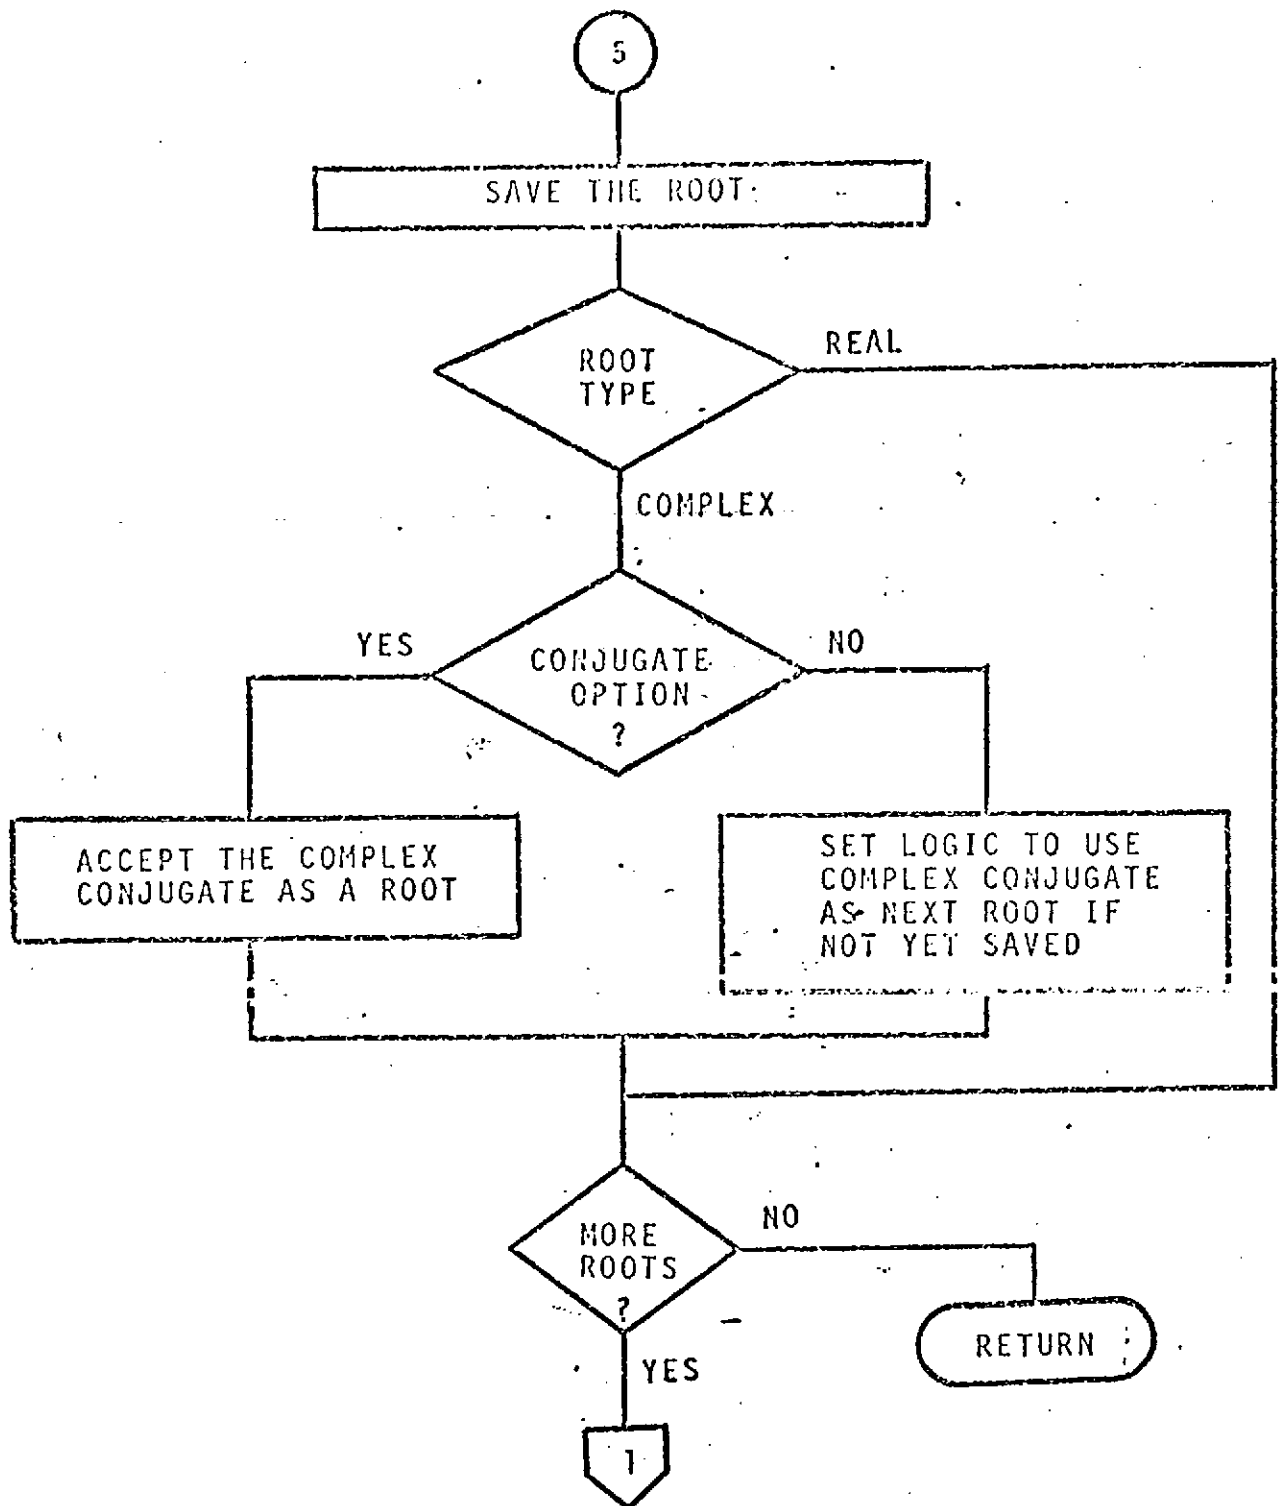 5
SAVE THE ROOT
REAL
ROOT
TYPE
COMPLEX
YES
NO
CONJUGATE
OPTION
?
ACCEPT THE COMPLEX
CONJUGATE AS A ROOT
SET LOGIC TO USE
COMPLEX CONJUGATE
AS NEXT ROOT IF
NOT YET SAVED
NO
MORE
ROOTS
?
RETURN
YES
1